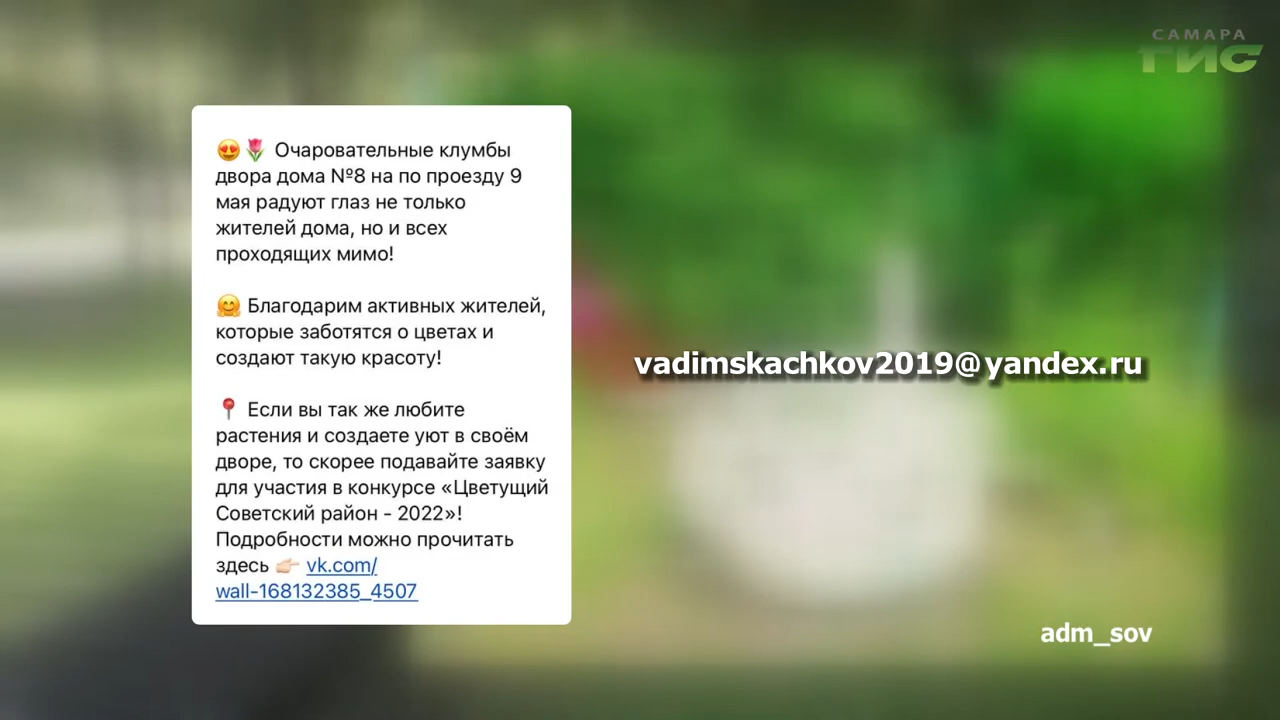 САМАРА
ГИС
😍🌷 Очаровательные клумбы
двора дома №8 на по проезду 9
мая радуют глаз не только
жителей дома, но и всех
проходящих мимо!
🤗 Благодарим активных жителей,
которые заботятся о цветах и
создают такую красоту!
📍 Если вы так же любите
растения и создаете уют в своём
дворе, то скорее подавайте заявку
для участия в конкурсе «Цветущий
Советский район - 2022»!
Подробности можно прочитать
здесь 👉🏻 vk.com/
wall-168132385_4507
vadimskachkov2019@yandex.ru
adm_sov